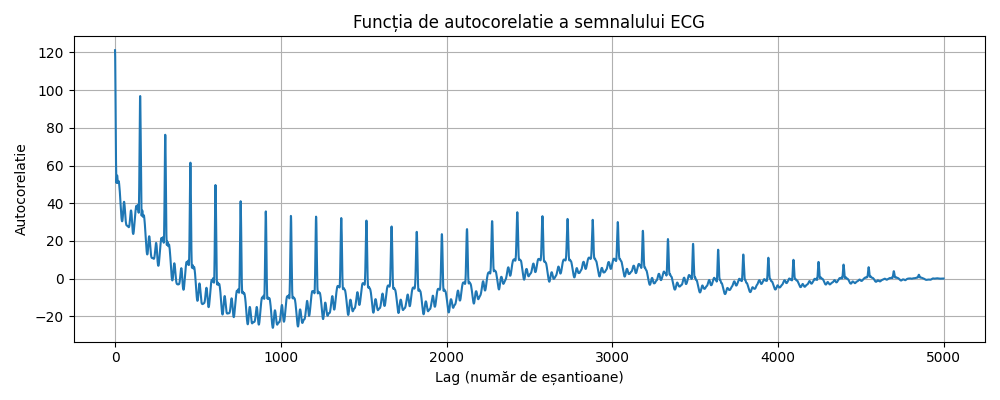 Funcția de autocorelatie a semnalului ECG
Autocorelatie
120
100
80
60
40
20
0
−20
0 1000 2000 3000 4000 5000
Lag (număr de eșantioane)